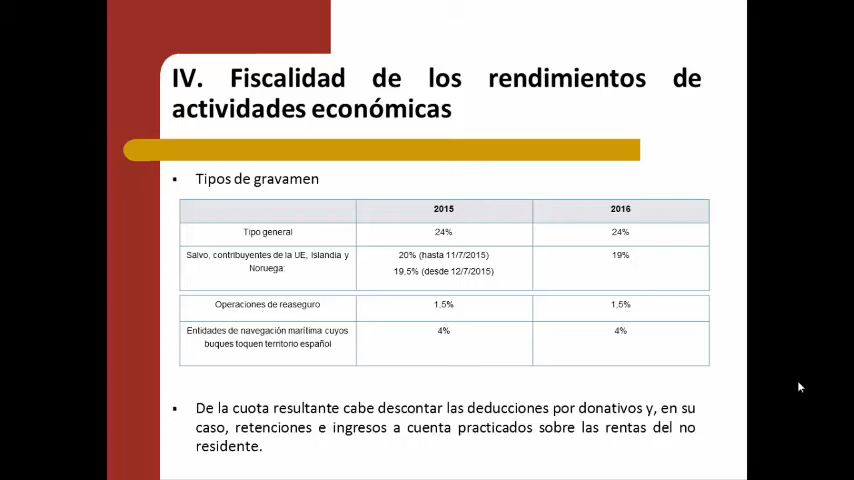 IV. Fiscalidad de los rendimientos de
actividades económicas
▪ Tipos de gravamen
2015 2016
Tipo general 24% 24%
Salvo, contribuyentes de la UE, Islandia y 20% (hasta 11/7/2015) 19%
Noruega: 19,5% (desde 12/7/2015)
Operaciones de reaseguro 1,5% 1,5%
Entidades de navegación marítima cuyos 4% 4%
buques toquen territorio español
▪ De la cuota resultante cabe descontar las deducciones por donativos y, en su
caso, retenciones e ingresos a cuenta practicados sobre las rentas del no
residente.